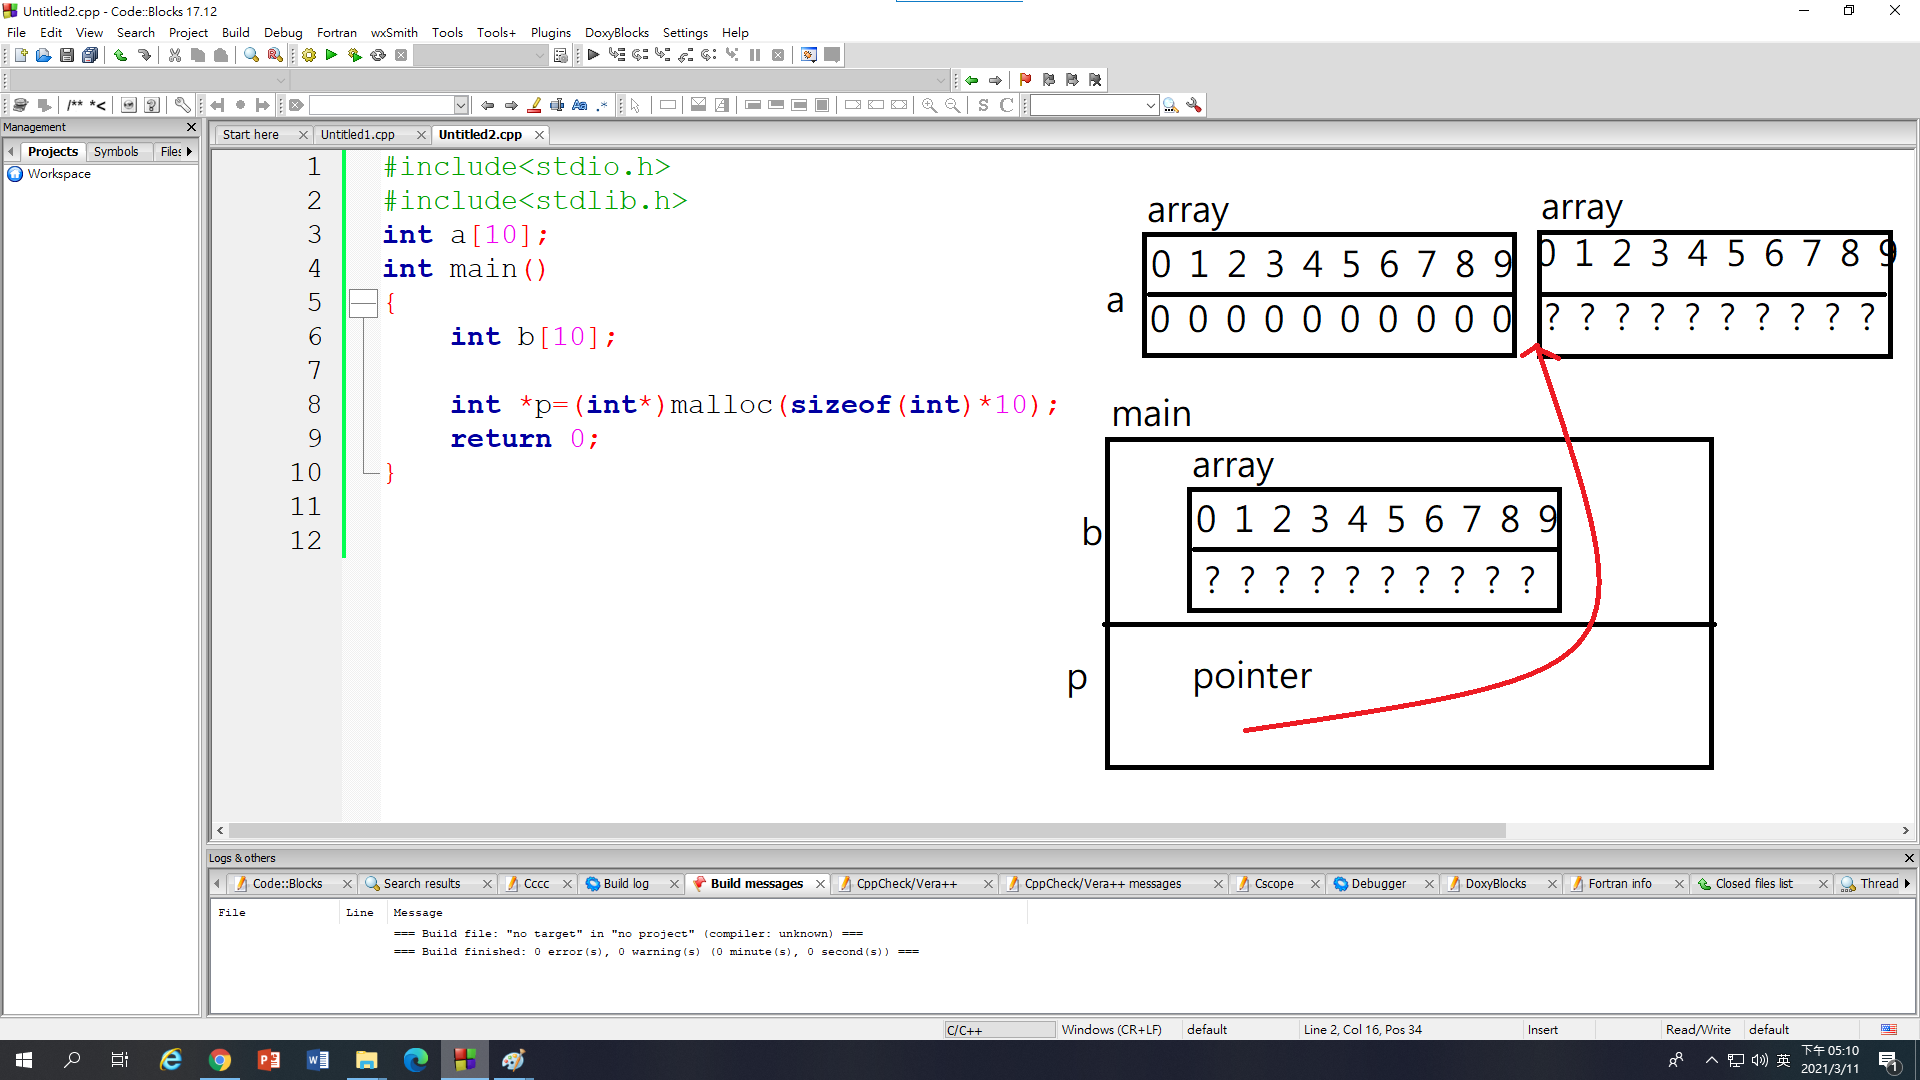 Untitled2.cpp - Code::Blocks 17.12
File Edit View Search Project Build Debug Fortran wxSmith Tools Tools+ Plugins DoxyBlocks Settings Help
/** *<
Aa .*
S C
Management
Projects Symbols Files
Workspace
Start here Untitled1.cpp Untitled2.cpp
1 #include<stdio.h>
2 #include<stdlib.h>
3 int a[10];
4 int main()
5 {
6 int b[10];
7
8 int *p=(int*)malloc(sizeof(int)*10);
9 return 0;
10 }
11
12
array
0 1 2 3 4 5 6 7 8 9
a
0 0 0 0 0 0 0 0 0 0
array
0 1 2 3 4 5 6 7 8 9
? ? ? ? ? ? ? ? ? ?
main
array
0 1 2 3 4 5 6 7 8 9
b
? ? ? ? ? ? ? ? ? ?
p pointer
Logs & others
Code::Blocks Search results Cccc Build log Build messages CppCheck/Vera++ CppCheck/Vera++ messages Cscope Debugger DoxyBlocks Fortran info Closed files list Thread
File Line Message
=== Build file: "no target" in "no project" (compiler: unknown) ===
=== Build finished: 0 error(s), 0 warning(s) (0 minute(s), 0 second(s)) ===
C/C++ Windows (CR+LF) default Line 2, Col 16, Pos 34 Insert Read/Write default
英
下午 05:10
2021/3/11
1